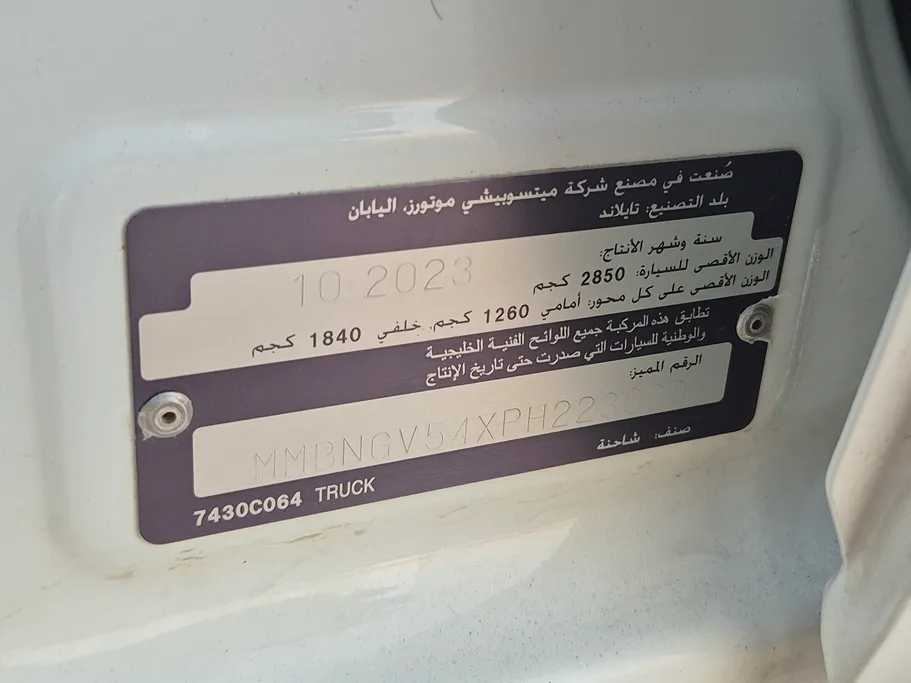 صُنعت في مصنع شركة ميتسوبيشي موتورز، اليابان
بلد التصنيع: تايلاند
سنة وشهر الأنتاج: 10 2023
الوزن الأقصى للسيارة: 2850 كجم
الوزن الأقصى على كل محور: أمامي 1260 كجم. خلفي 1840 كجم
تطابق هذه المركبة جميع اللوائح الفنية الخليجية
والوطنية للسيارات التي صدرت حتى تاريخ الإنتاج
الرقم المميز:
صنف: شاحنة
7430C064 TRUCK